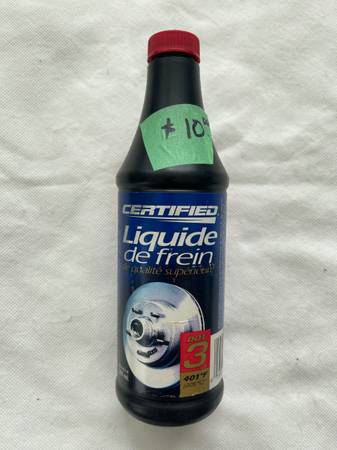 $ 10
CERTIFIED
Liquide
de frein
de qualité supérieure
DOT
3
401°F